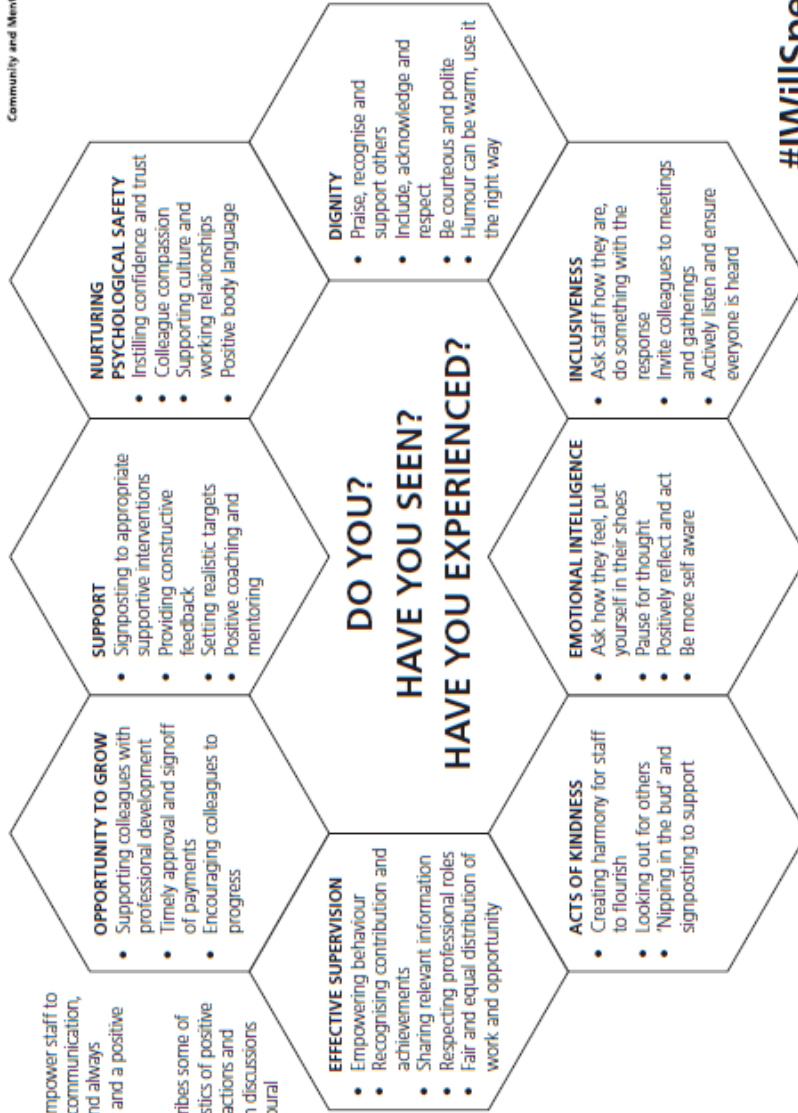 Community and
mpower staff to
communication,
always
and a positive
some of
of positive
actions and
discussions
OPPORTUNITY TO GROW
• Supporting colleagues with
professional development
• Timely approval and signoff
of payments
• Encouraging colleagues to
progress
SUPPORT
• Signposting to appropriate
supportive interventions
• Providing constructive
feedback
• Setting realistic targets
• Positive coaching and
mentoring
NURTURING
PSYCHOLOGICAL SAFETY
• Instilling confidence and trust
• Colleague compassion
• Supporting culture and
working relationships
• Positive body language
EFFECTIVE SUPERVISION
• Empowering behaviour
• Recognising contribution and
achievements
• Sharing relevant information
• Respecting professional roles
• Fair and equal distribution of
work and opportunity
DO YOU?
HAVE YOU SEEN?
HAVE YOU EXPERIENCED?
DIGNITY
• Praise, recognise and
support others
• Include, acknowledge and
respect
• Be courteous and polite
• Humour can be warm, use it
the right way
ACTS OF KINDNESS
• Creating harmony for staff
to flourish
• Looking out for others
• 'Nipping in the bud' and
signposting to support
EMOTIONAL INTELLIGENCE
• Ask how they feel, put
yourself in their shoes
• Pause for thought
• Positively reflect and act
• Be more self aware
INCLUSIVENESS
• Ask staff how they are,
do something with the
response
• Invite colleagues to meetings
and gatherings
• Actively listen and ensure
everyone is heard